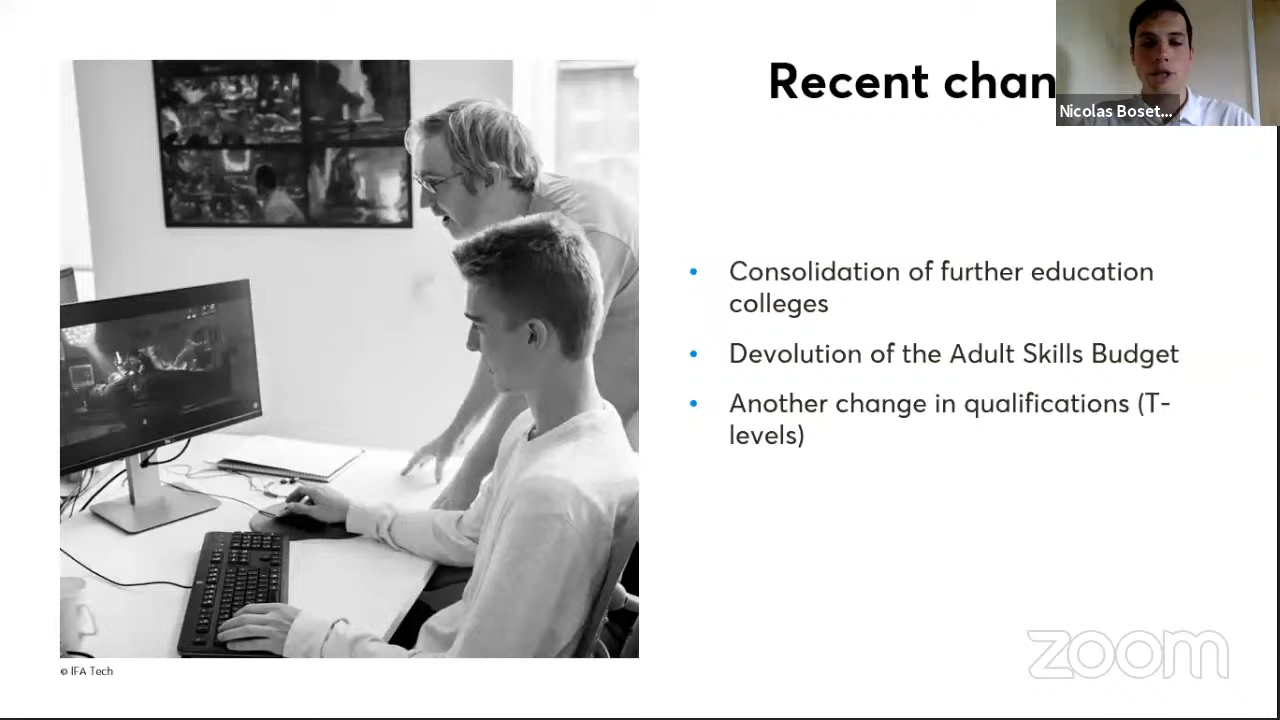 Recent chan
Nicolas Boset...
• Consolidation of further education
colleges
• Devolution of the Adult Skills Budget
• Another change in qualifications (T-
levels)
© IFA Tech
zoom